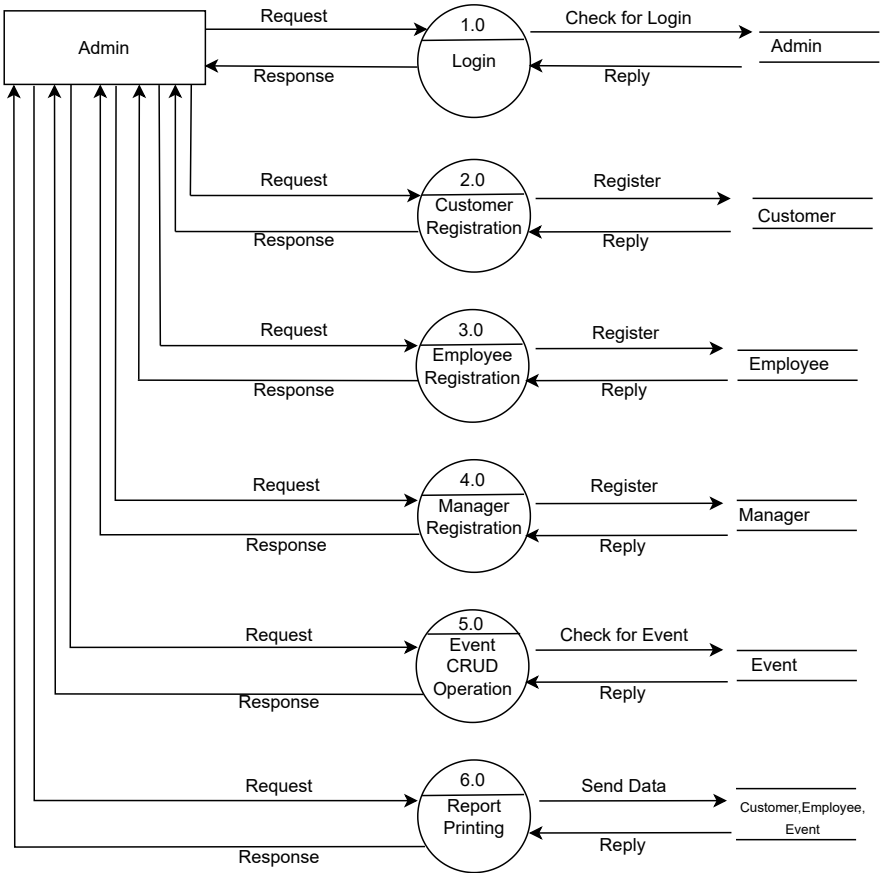 Admin
Request
1.0
Login
Check for Login
Admin
Response
Reply
Request
2.0
Customer
Registration
Register
Customer
Response
Reply
Request
3.0
Employee
Registration
Register
Employee
Response
Reply
Request
4.0
Manager
Registration
Register
Manager
Response
Reply
Request
5.0
Event
CRUD
Operation
Check for Event
Event
Response
Reply
Request
6.0
Report
Printing
Send Data
Customer,Employee,
Event
Response
Reply